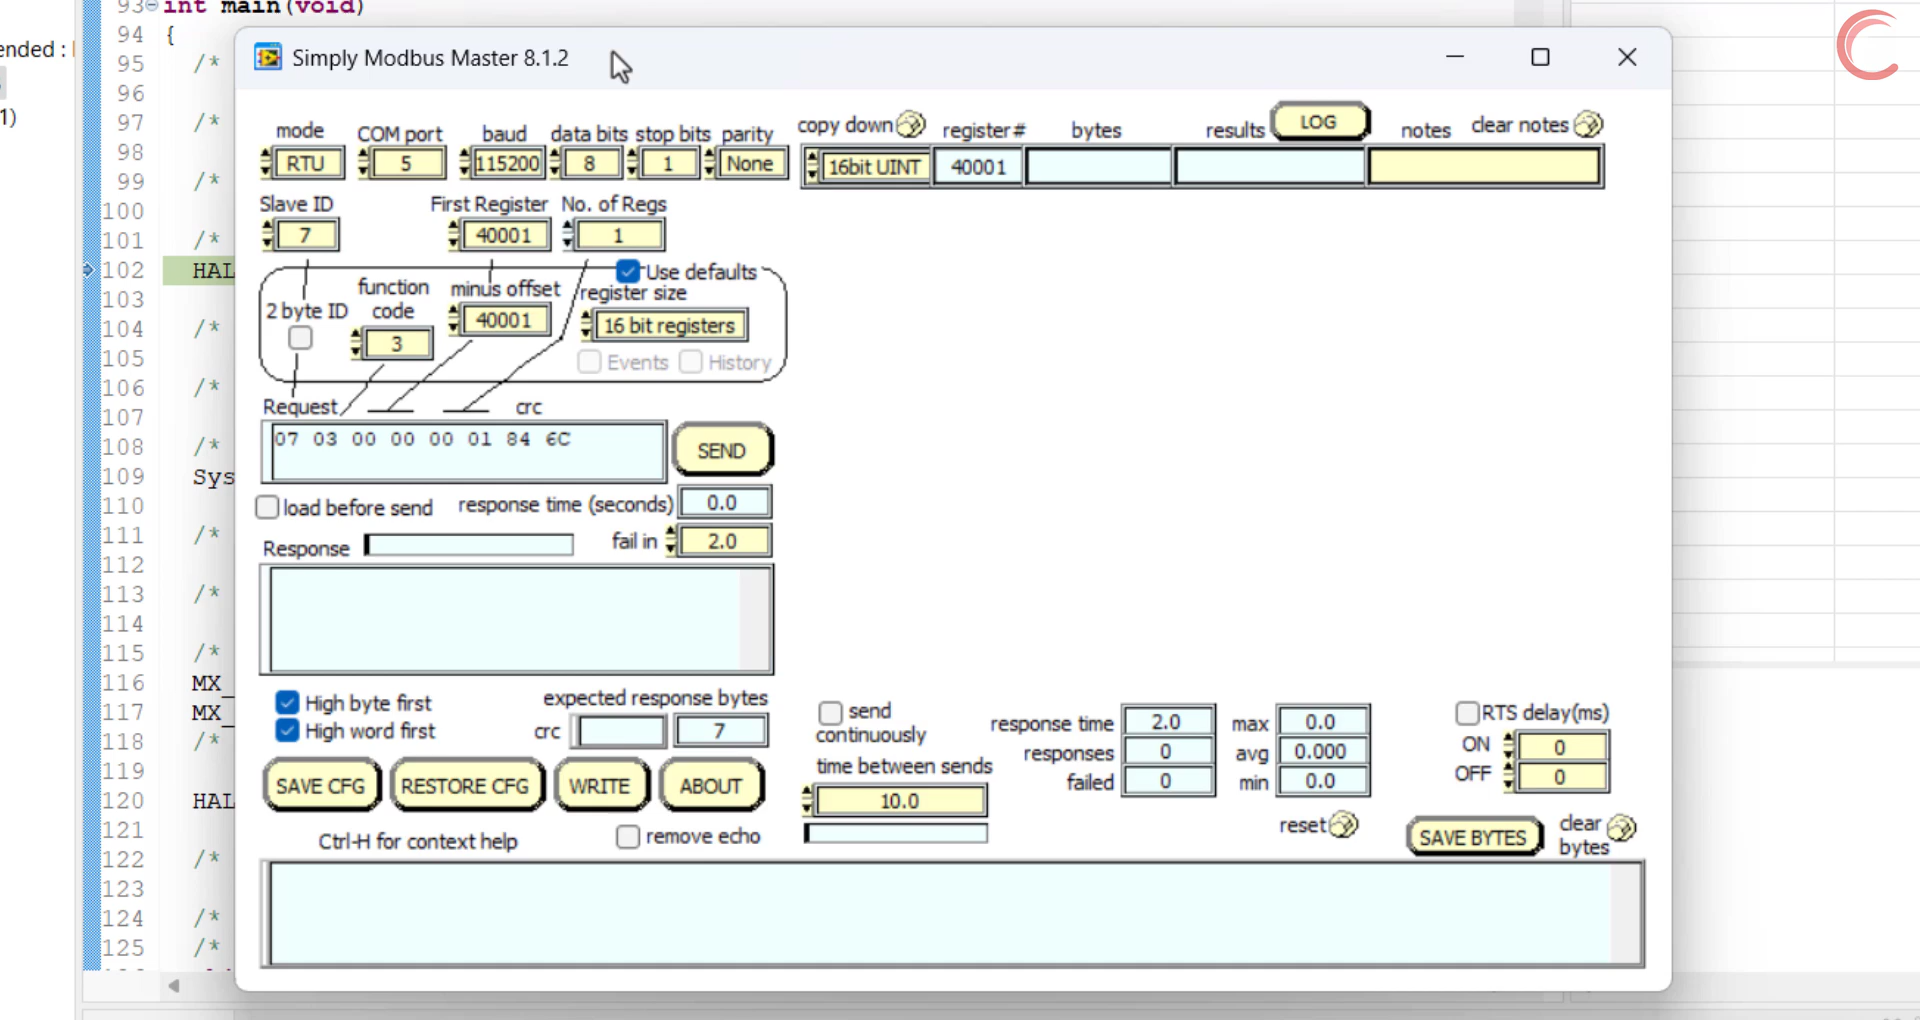 93 int main(void)
94 {
95 /*
96
97 /*
98
99 /*
100
101 /*
102 HAL
103
104 /*
105
106 /*
107
108 /*
109 Sys
110
111 /*
112
113 /*
114
115 /*
116 MX_
117 MX_
118 /*
119
120 HAL
121
122 /*
123
124 /*
125 /*
ended :
1)
Simply Modbus Master 8.1.2
mode COM port baud data bits stop bits parity
RTU 5 115200 8 1 None
copy down register# bytes results LOG notes clear notes
16bit UINT 40001
Slave ID First Register No. of Regs
7 40001 1
Use defaults
2 byte ID function code minus offset register size
3 40001 16 bit registers
Events History
Request crc
07 03 00 00 00 01 84 6C
SEND
load before send response time (seconds) 0.0
Response fail in 2.0
High byte first
High word first
expected response bytes
crc 7
SAVE CFG RESTORE CFG WRITE ABOUT
Ctrl-H for context help remove echo
send continuously
time between sends
10.0
response time 2.0 max 0.0
responses 0 avg 0.000
failed 0 min 0.0
reset
RTS delay(ms)
ON 0
OFF 0
SAVE BYTES clear bytes